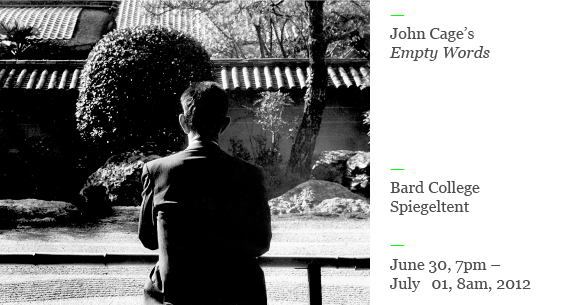 John Cage’s
Empty Words
Bard College
Spiegeltent
June 30, 7pm –
July 01, 8am, 2012